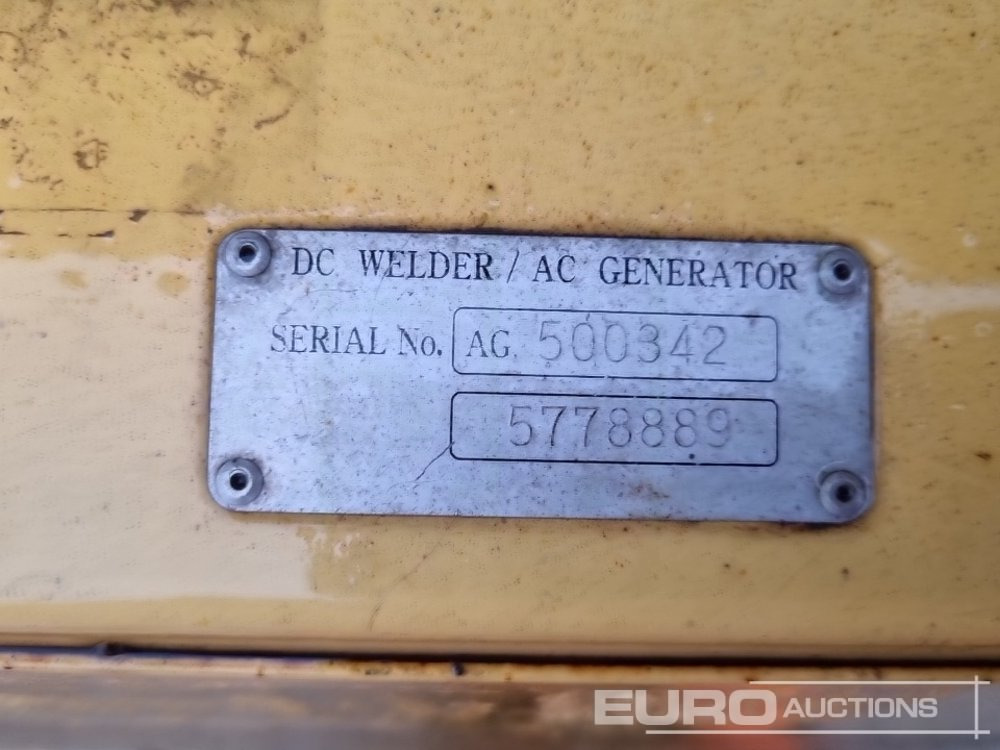 DC WELDER / AC GENERATOR
SERIAL No. AG. 500342
5778889
EURO AUCTIONS